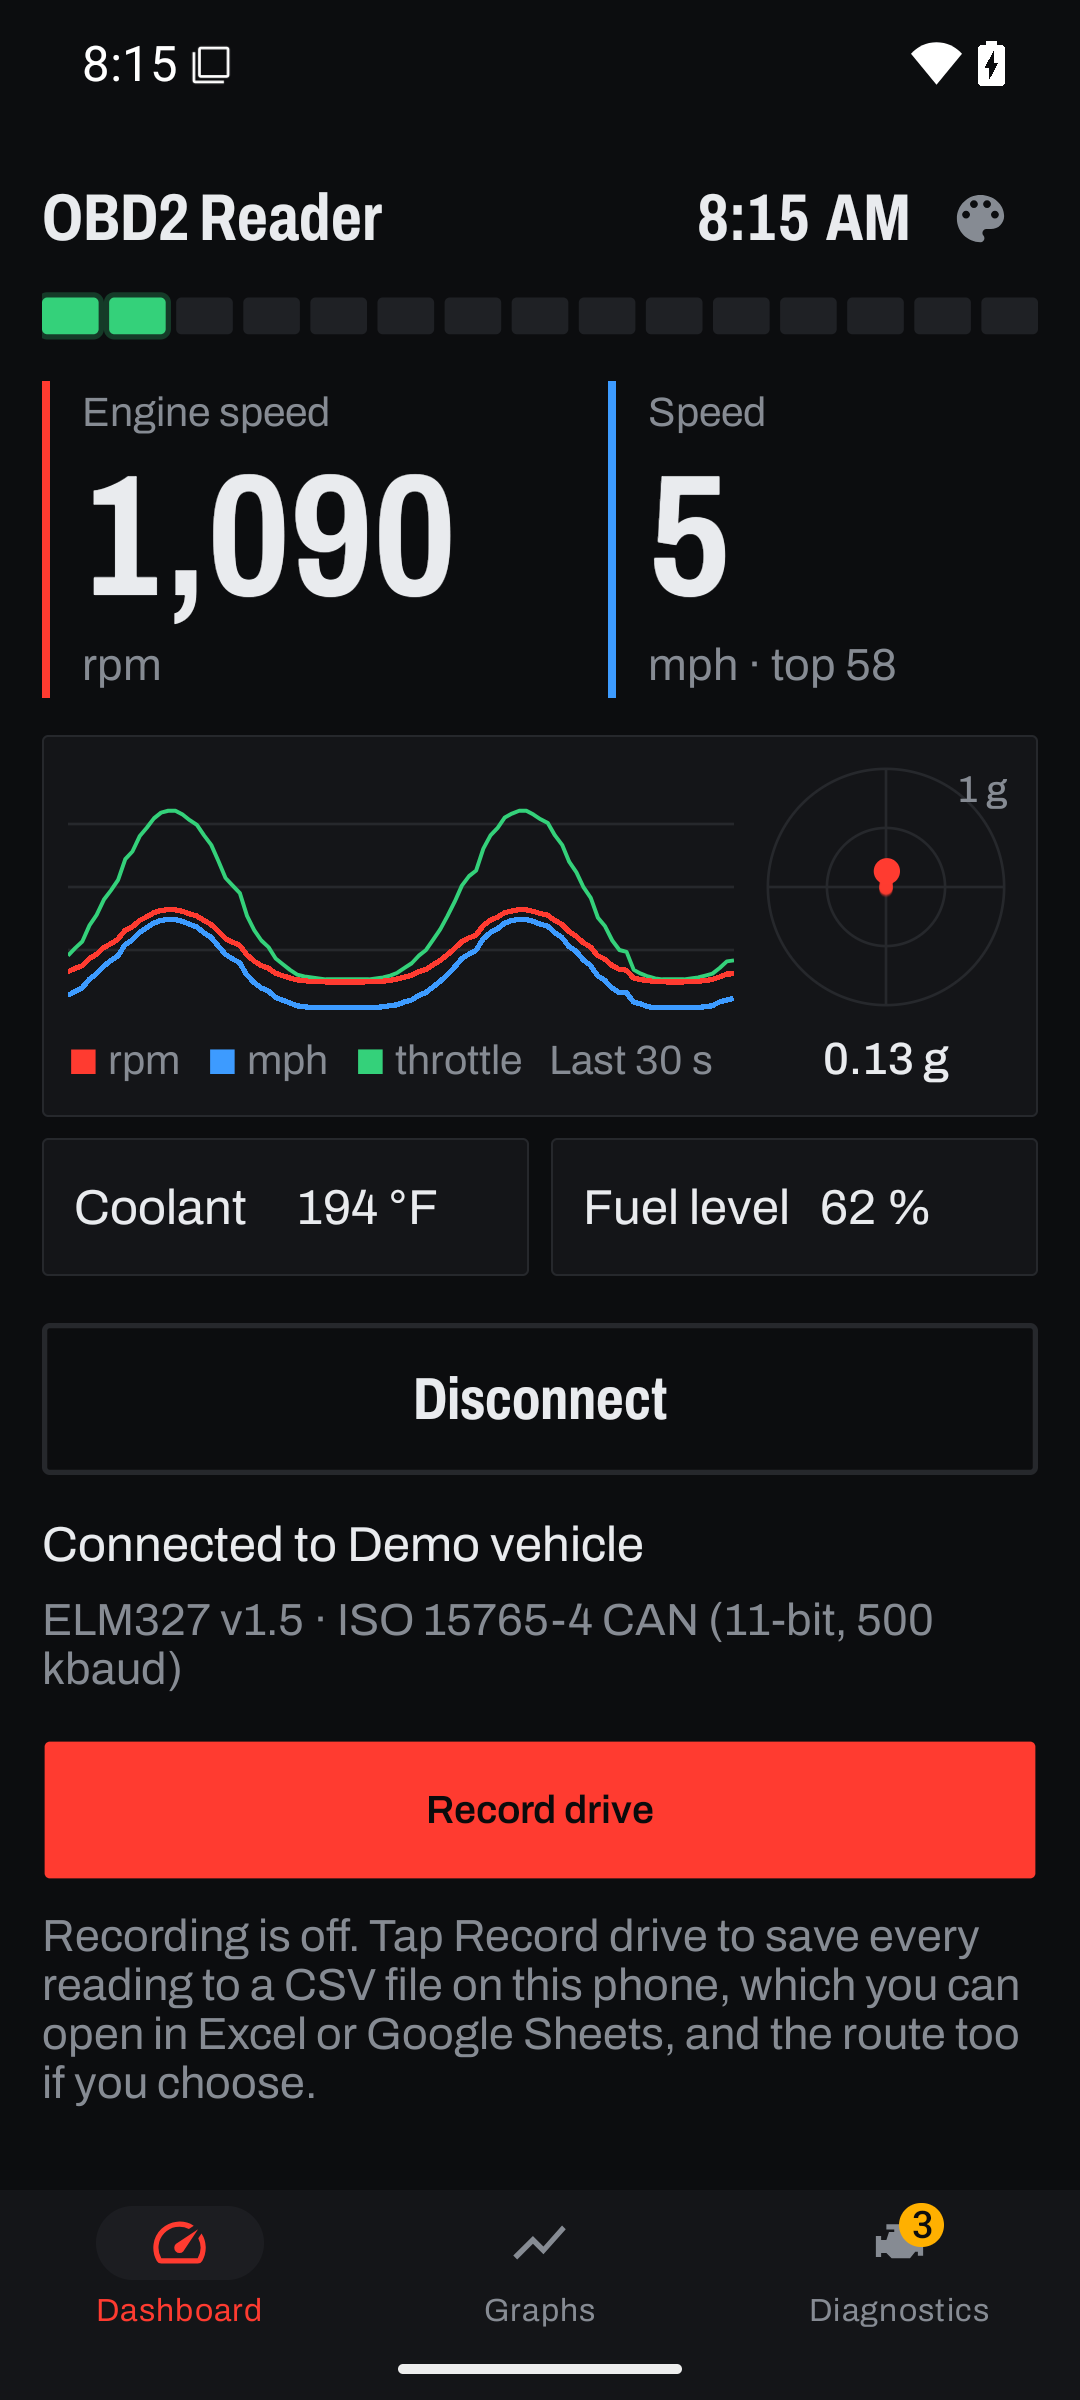 8:15
OBD2 Reader
8:15 AM
Engine speed
1,090
rpm
Speed
5
mph · top 58
1 g
rpm mph throttle Last 30 s
0.13 g
Coolant 194 °F
Fuel level 62 %
Disconnect
Connected to Demo vehicle
ELM327 v1.5 · ISO 15765-4 CAN (11-bit, 500
kbaud)
Record drive
Recording is off. Tap Record drive to save every
reading to a CSV file on this phone, which you can
open in Excel or Google Sheets, and the route too
if you choose.
3
Dashboard
Graphs
Diagnostics